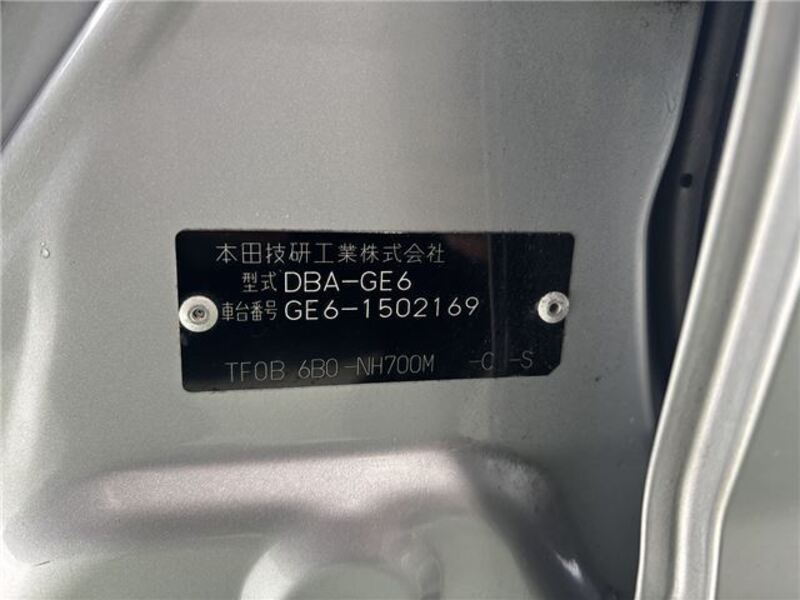 本田技研工業株式会社
型式 DBA-GE6
車台番号 GE6-1502169
TF0B 6B0-NH700M -C -S